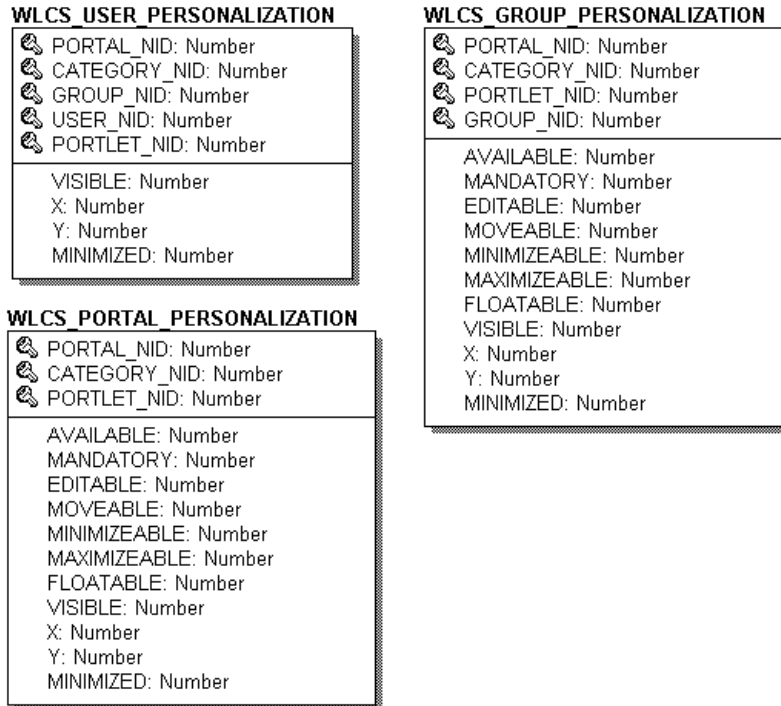 WLCS_USER_PERSONALIZATION
PORTAL_NID: Number
CATEGORY_NID: Number
GROUP_NID: Number
USER_NID: Number
PORTLET_NID: Number
VISIBLE: Number
X: Number
Y: Number
MINIMIZED: Number
WLCS_PORTAL_PERSONALIZATION
PORTAL_NID: Number
CATEGORY_NID: Number
PORTLET_NID: Number
AVAILABLE: Number
MANDATORY: Number
EDITABLE: Number
MOVEABLE: Number
MINIMIZEABLE: Number
MAXIMIZEABLE: Number
FLOATABLE: Number
VISIBLE: Number
X: Number
Y: Number
MINIMIZED: Number
WLCS_GROUP_PERSONALIZATION
PORTAL_NID: Number
CATEGORY_NID: Number
PORTLET_NID: Number
GROUP_NID: Number
AVAILABLE: Number
MANDATORY: Number
EDITABLE: Number
MOVEABLE: Number
MINIMIZEABLE: Number
MAXIMIZEABLE: Number
FLOATABLE: Number
VISIBLE: Number
X: Number
Y: Number
MINIMIZED: Number